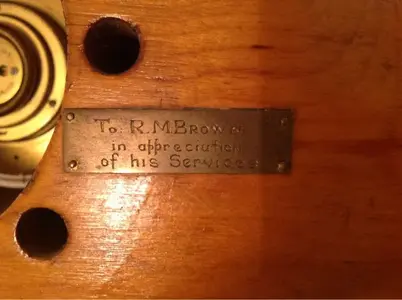 To R.M.Brown
in appreciation
of his Services